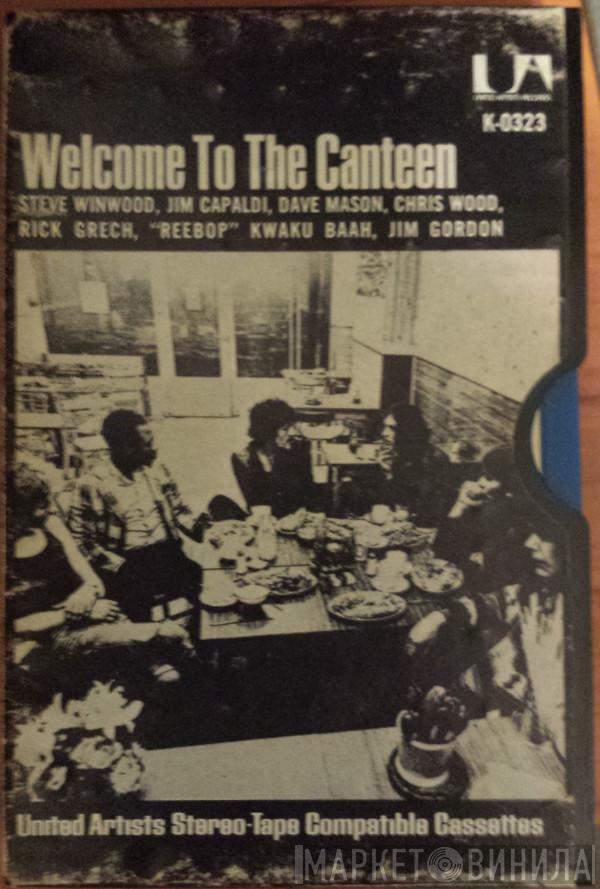 UA
UNITED ARTISTS RECORDS
K-0323
Welcome To The Canteen
STEVE WINWOOD, JIM CAPALDI, DAVE MASON, CHRIS WOOD,
RICK GRECH, "REEBOP" KWAKU BAAH, JIM GORDON
United Artists Stereo-Tape Compatible Cassettes
МАРКЕТ ВИНИЛА